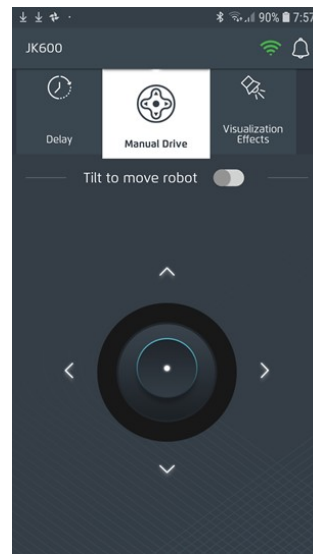 90% 7:57
JK600
Delay
Manual Drive
Visualization
Effects
Tilt to move robot